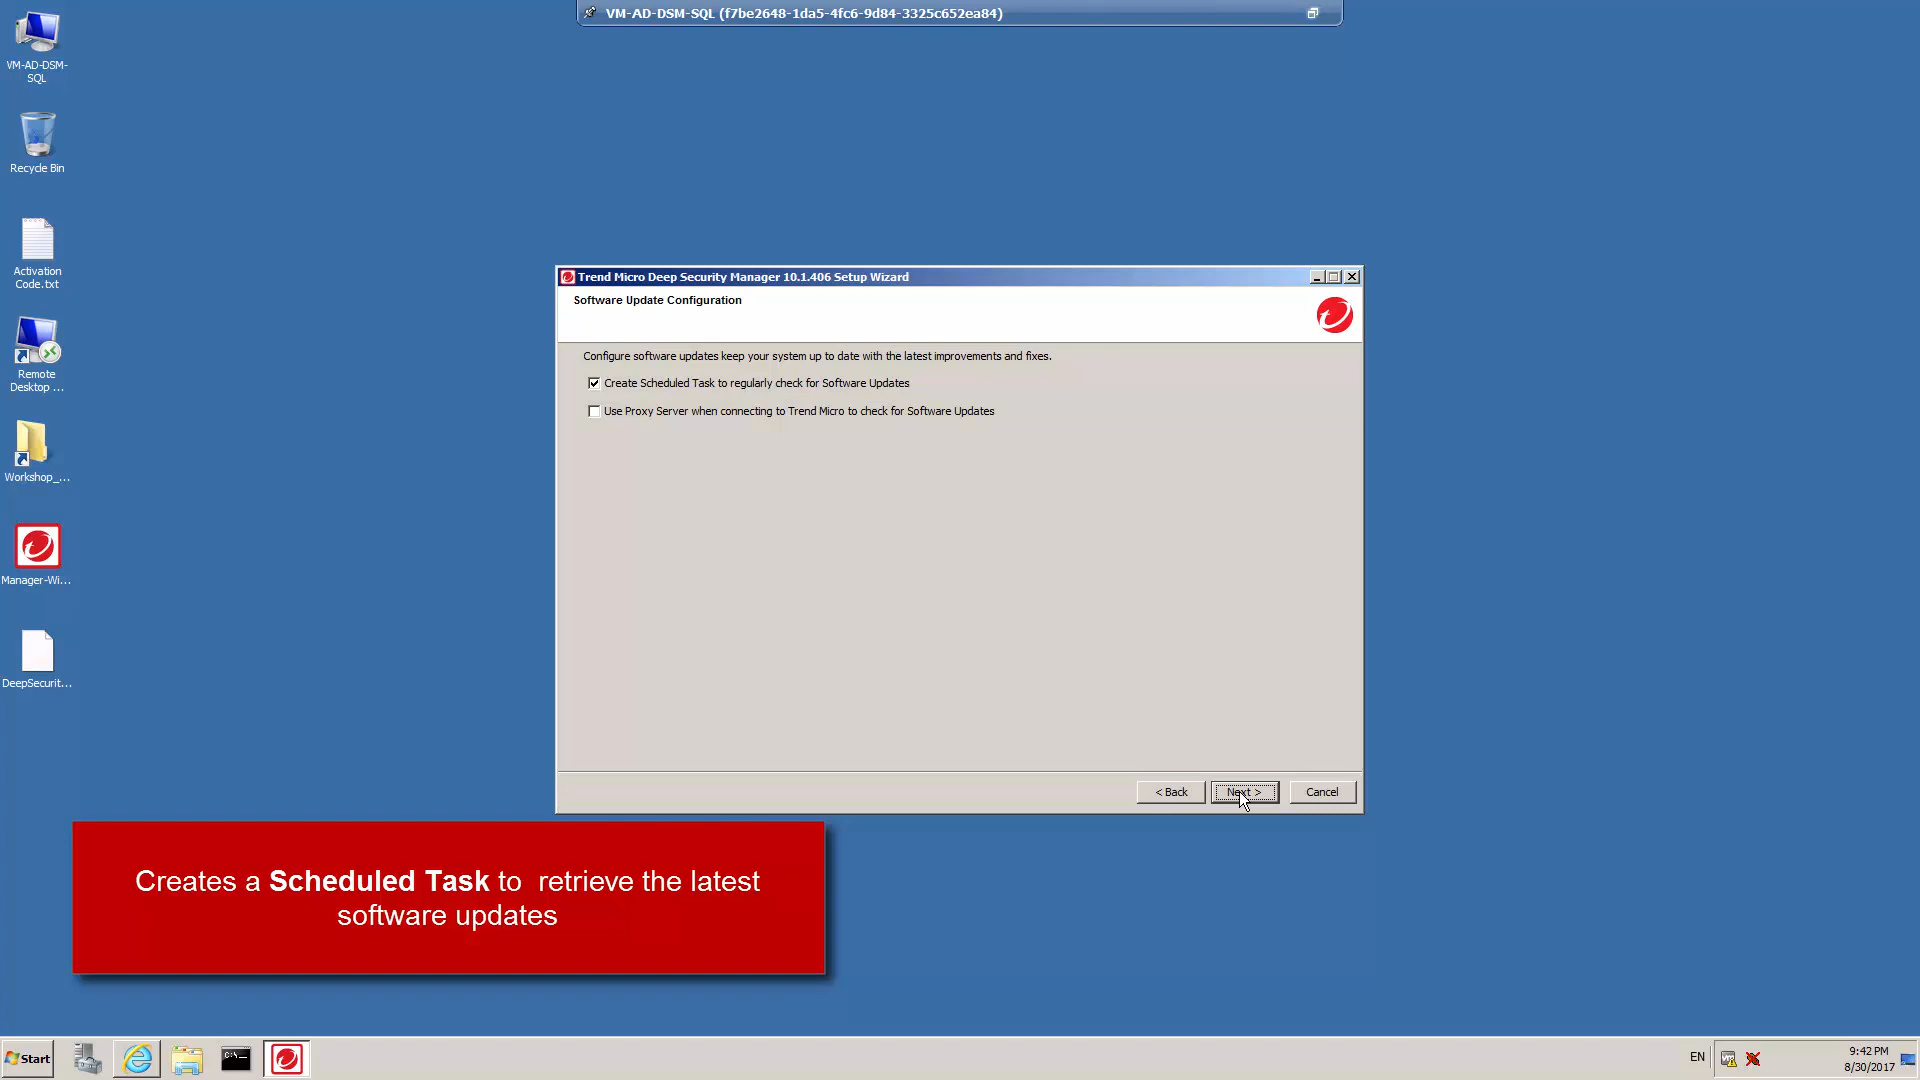 VM-AD-DSM-SQL (f7be2648-1da5-4fc6-9d84-3325c652ea84)
VM-AD-DSM-
SQL
Recycle Bin
Activation
Code.txt
Remote
Desktop ...
Workshop_...
Manager-Wi...
DeepSecurit...
Trend Micro Deep Security Manager 10.1.406 Setup Wizard
Software Update Configuration
Configure software updates keep your system up to date with the latest improvements and fixes.
Create Scheduled Task to regularly check for Software Updates
Use Proxy Server when connecting to Trend Micro to check for Software Updates
< Back
Next >
Cancel
Creates a Scheduled Task to  retrieve the latest
software updates
Start
C:\_
EN
9:42 PM
8/30/2017